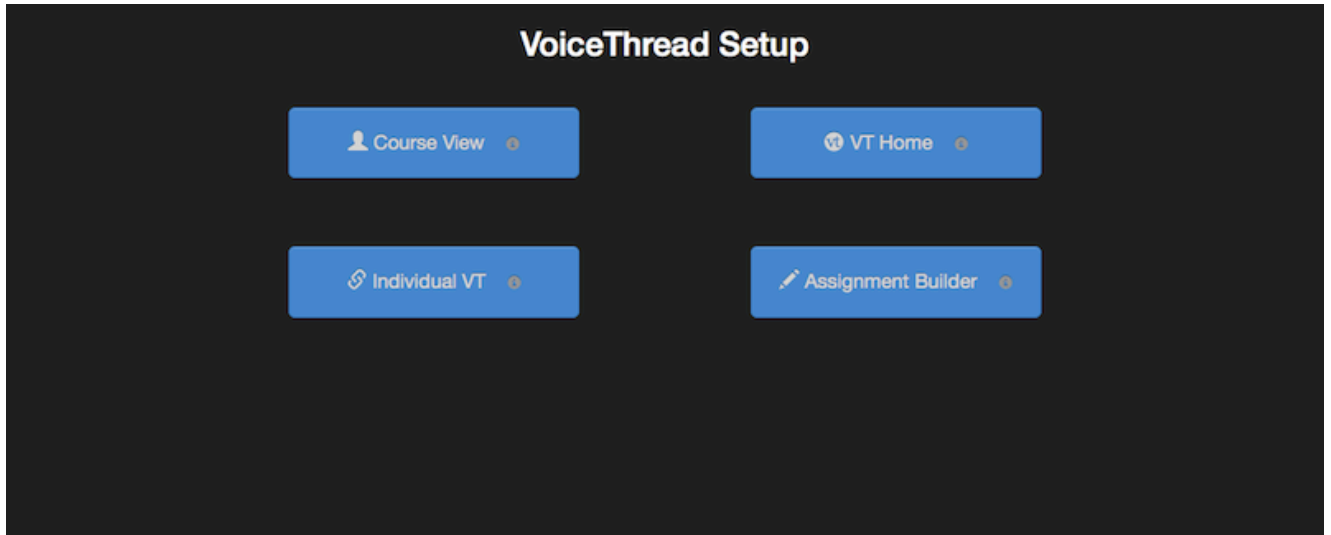 VoiceThread Setup
Course View
VT Home
Individual VT
Assignment Builder